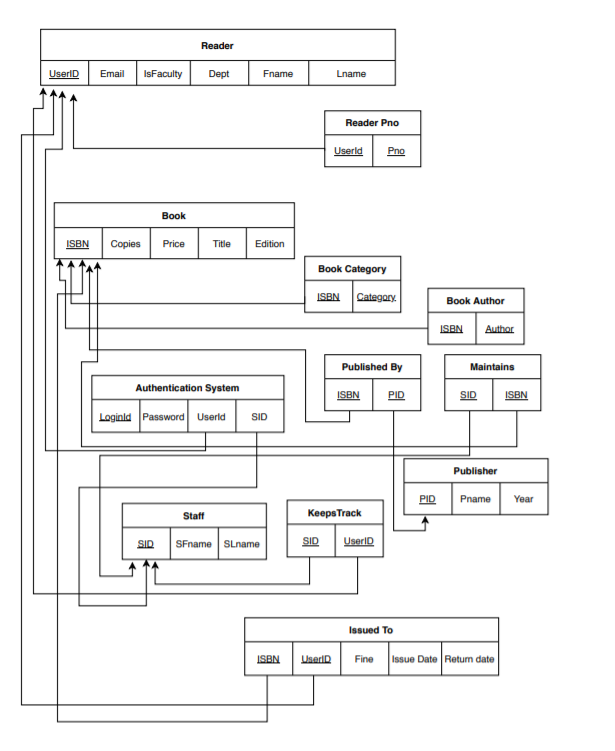 Reader
UserID Email IsFaculty Dept Fname Lname
Reader Pno
UserId Pno
Book
ISBN Copies Price Title Edition
Book Category
ISBN Category
Book Author
ISBN Author
Published By
ISBN PID
Maintains
SID ISBN
Authentication System
LoginId Password UserId SID
Publisher
PID Pname Year
Staff
SID SFname SLname
KeepsTrack
SID UserID
Issued To
ISBN UserID Fine Issue Date Return date